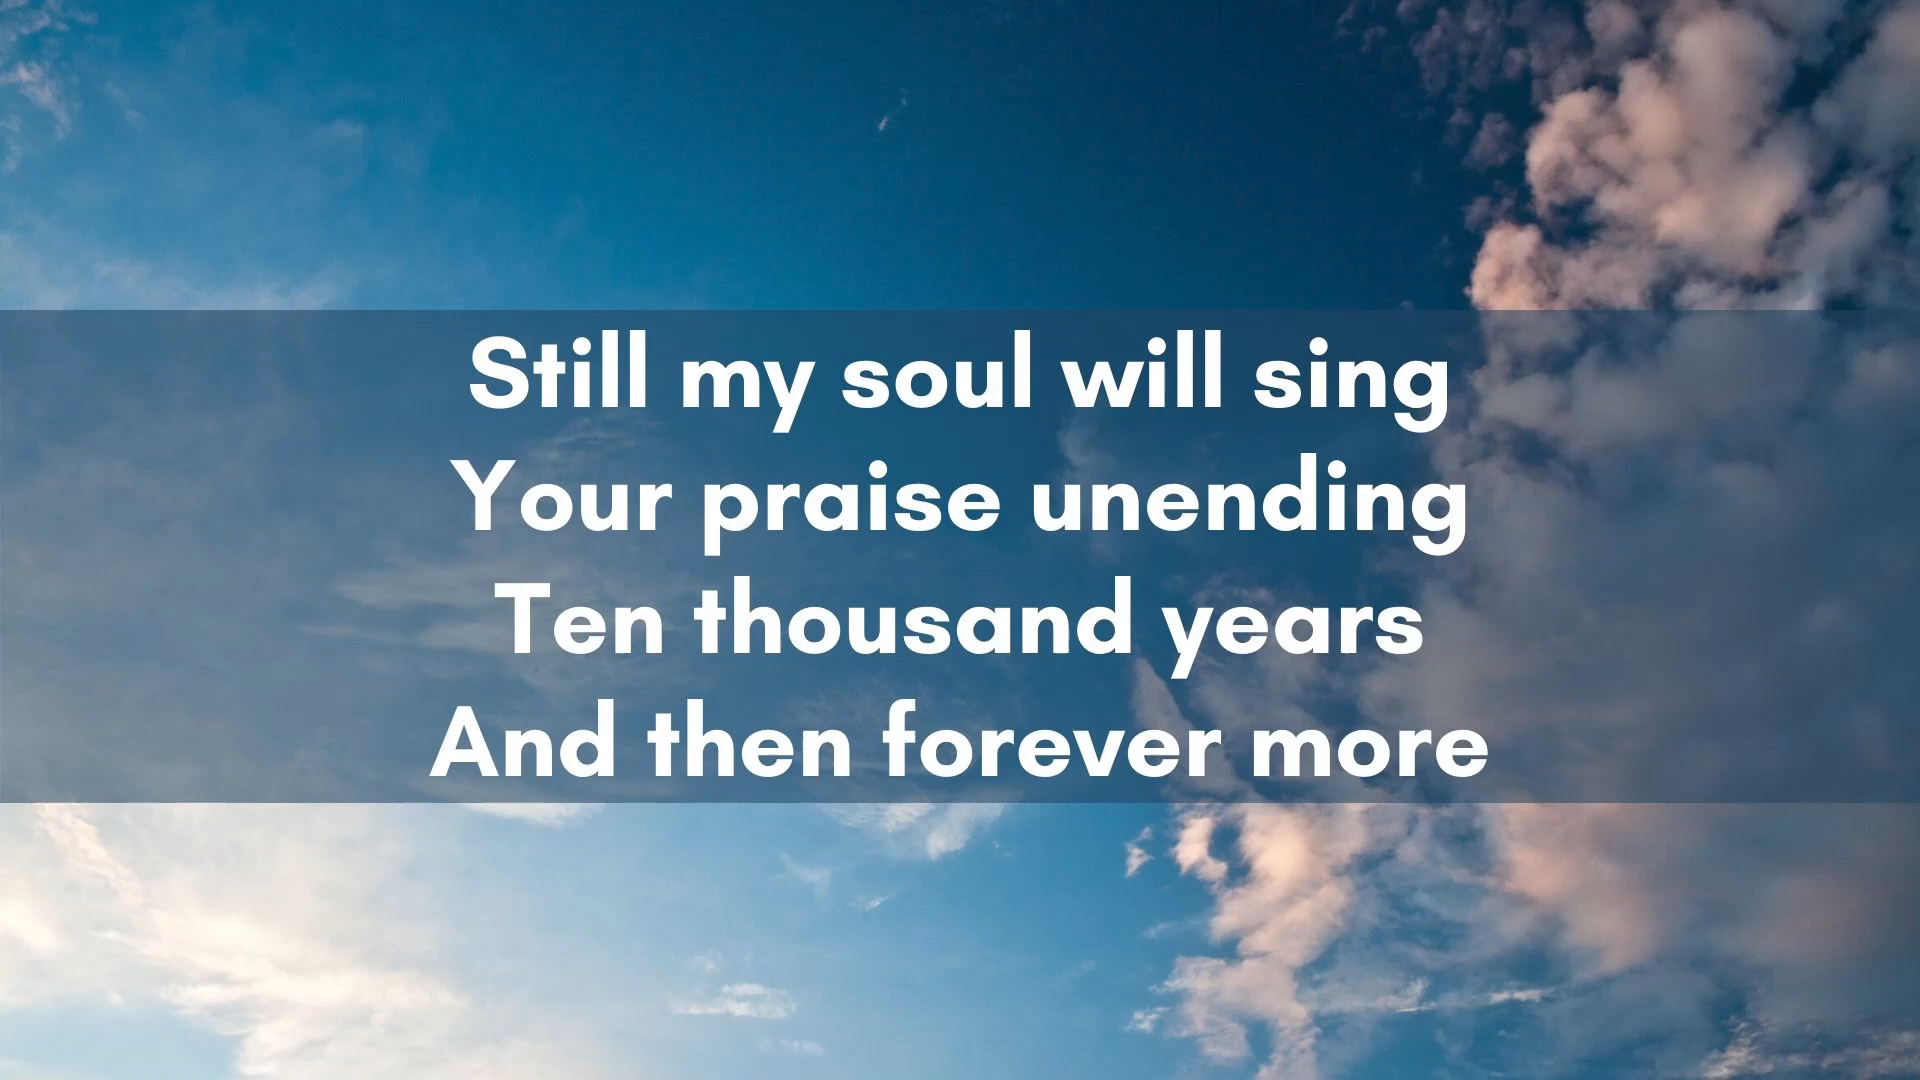 Still my soul will sing
Your praise unending
Ten thousand years
And then forever more